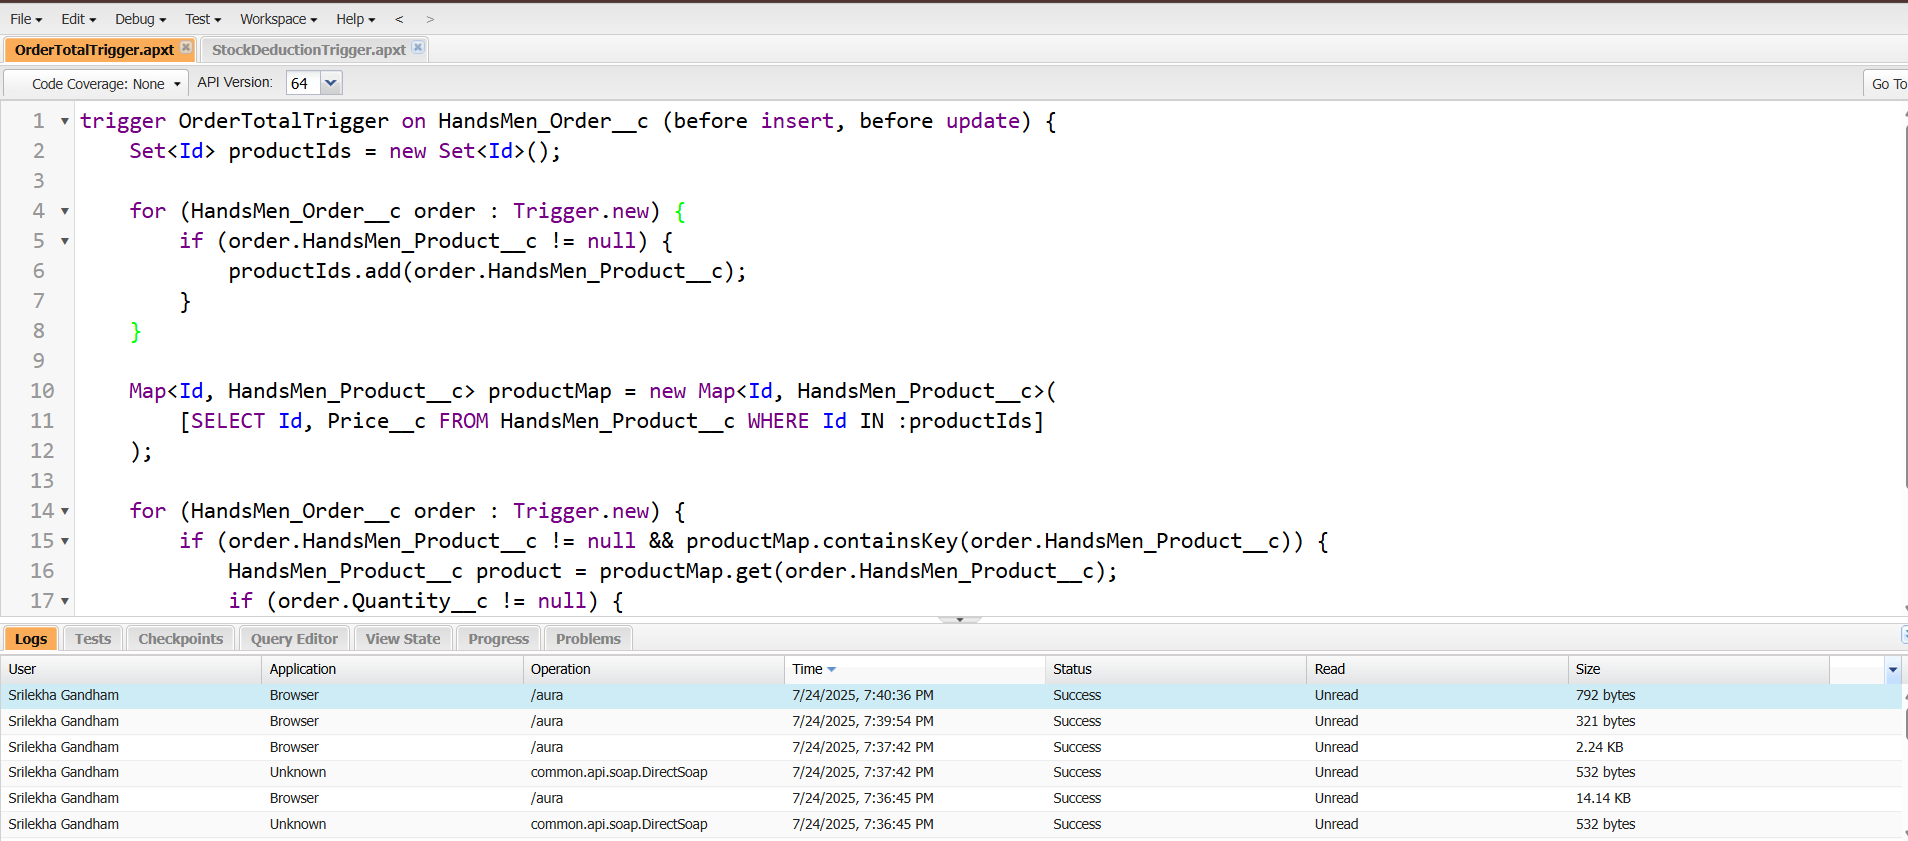 File Edit Debug Test Workspace Help < >
OrderTotalTrigger.apxt StockDeductionTrigger.apxt
Code Coverage: None API Version: 64 Go To
1 trigger OrderTotalTrigger on HandsMen_Order__c (before insert, before update) {
2 Set<Id> productIds = new Set<Id>();
3
4 for (HandsMen_Order__c order : Trigger.new) {
5 if (order.HandsMen_Product__c != null) {
6 productIds.add(order.HandsMen_Product__c);
7 }
8 }
9
10 Map<Id, HandsMen_Product__c> productMap = new Map<Id, HandsMen_Product__c>(
11 [SELECT Id, Price__c FROM HandsMen_Product__c WHERE Id IN :productIds]
12 );
13
14 for (HandsMen_Order__c order : Trigger.new) {
15 if (order.HandsMen_Product__c != null && productMap.containsKey(order.HandsMen_Product__c)) {
16 HandsMen_Product__c product = productMap.get(order.HandsMen_Product__c);
17 if (order.Quantity__c != null) {
Logs Tests Checkpoints Query Editor View State Progress Problems
User Application Operation Time Status Read Size
Srilekha Gandham Browser /aura 7/24/2025, 7:40:36 PM Success Unread 792 bytes
Srilekha Gandham Browser /aura 7/24/2025, 7:39:54 PM Success Unread 321 bytes
Srilekha Gandham Browser /aura 7/24/2025, 7:37:42 PM Success Unread 2.24 KB
Srilekha Gandham Unknown common.api.soap.DirectSoap 7/24/2025, 7:37:42 PM Success Unread 532 bytes
Srilekha Gandham Browser /aura 7/24/2025, 7:36:45 PM Success Unread 14.14 KB
Srilekha Gandham Unknown common.api.soap.DirectSoap 7/24/2025, 7:36:45 PM Success Unread 532 bytes